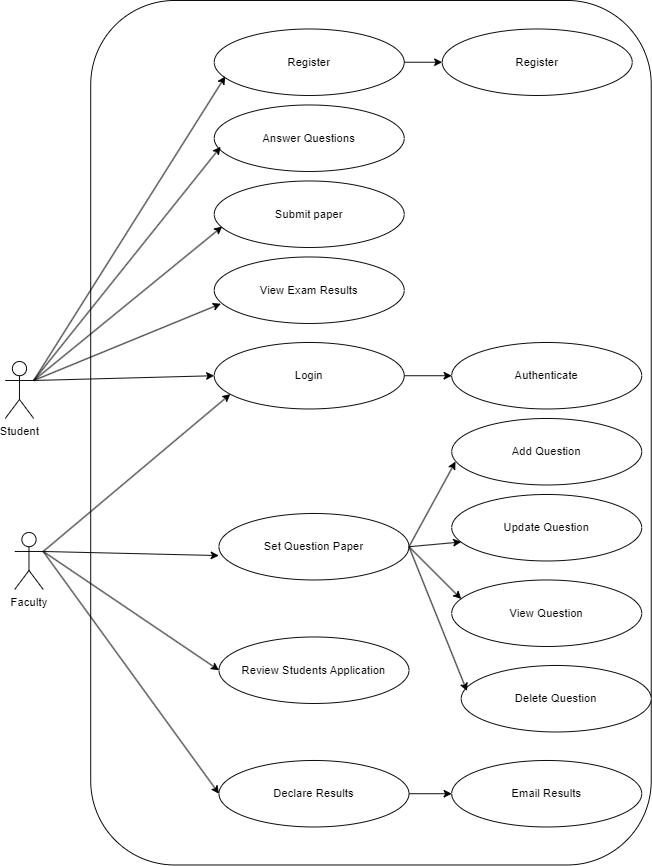 Register
Register
Answer Questions
Submit paper
View Exam Results
Login
Authenticate
Student
Add Question
Update Question
Set Question Paper
Faculty
View Question
Review Students Application
Delete Question
Declare Results
Email Results